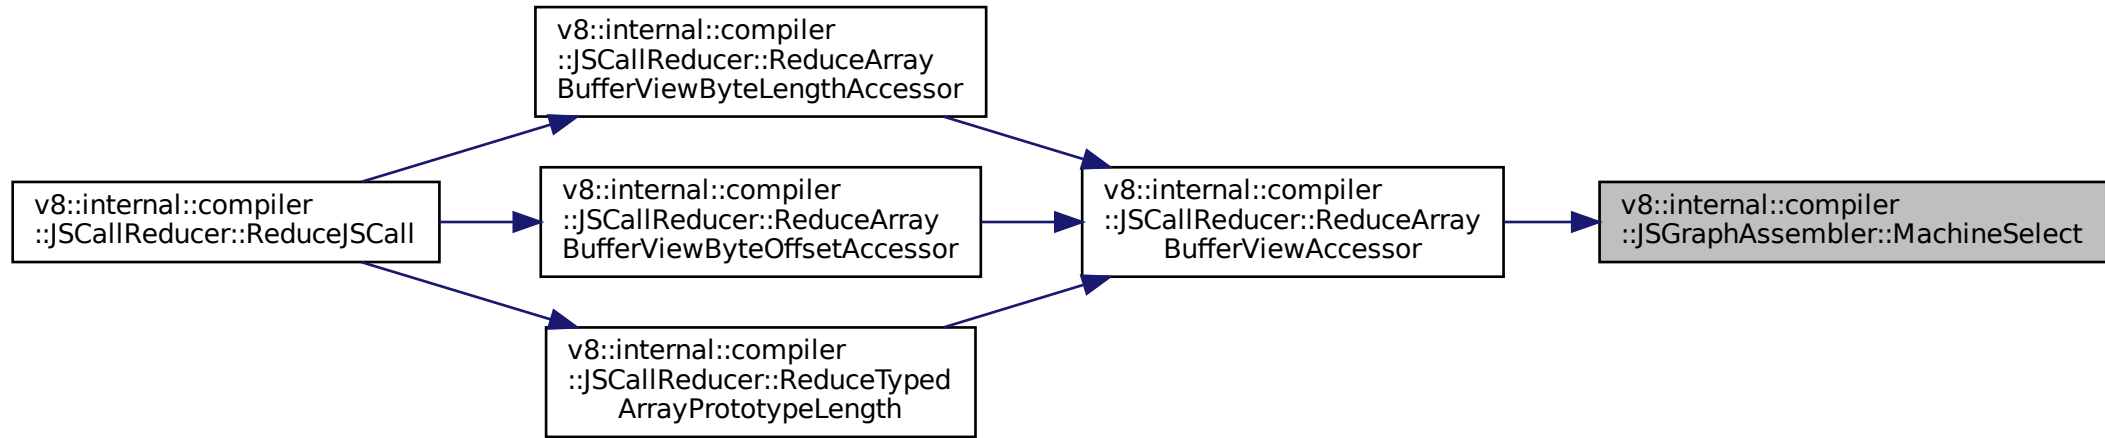 v8::internal::compiler
::JSCallReducer::ReduceJSCall
v8::internal::compiler
::JSCallReducer::ReduceArray
BufferViewByteLengthAccessor
v8::internal::compiler
::JSCallReducer::ReduceArray
BufferViewByteOffsetAccessor
v8::internal::compiler
::JSCallReducer::ReduceTyped
ArrayPrototypeLength
v8::internal::compiler
::JSCallReducer::ReduceArray
BufferViewAccessor
v8::internal::compiler
::JSGraphAssembler::MachineSelect